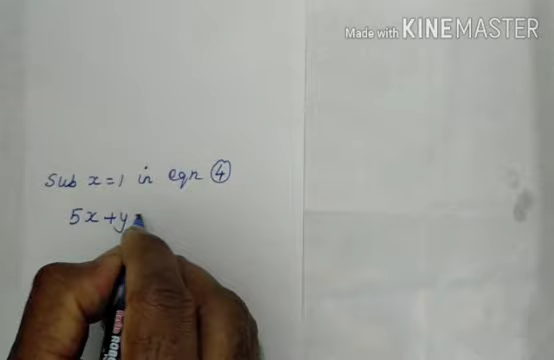 Made with KINEMASTER
Sub x = 1 in eqn ④
5x + y